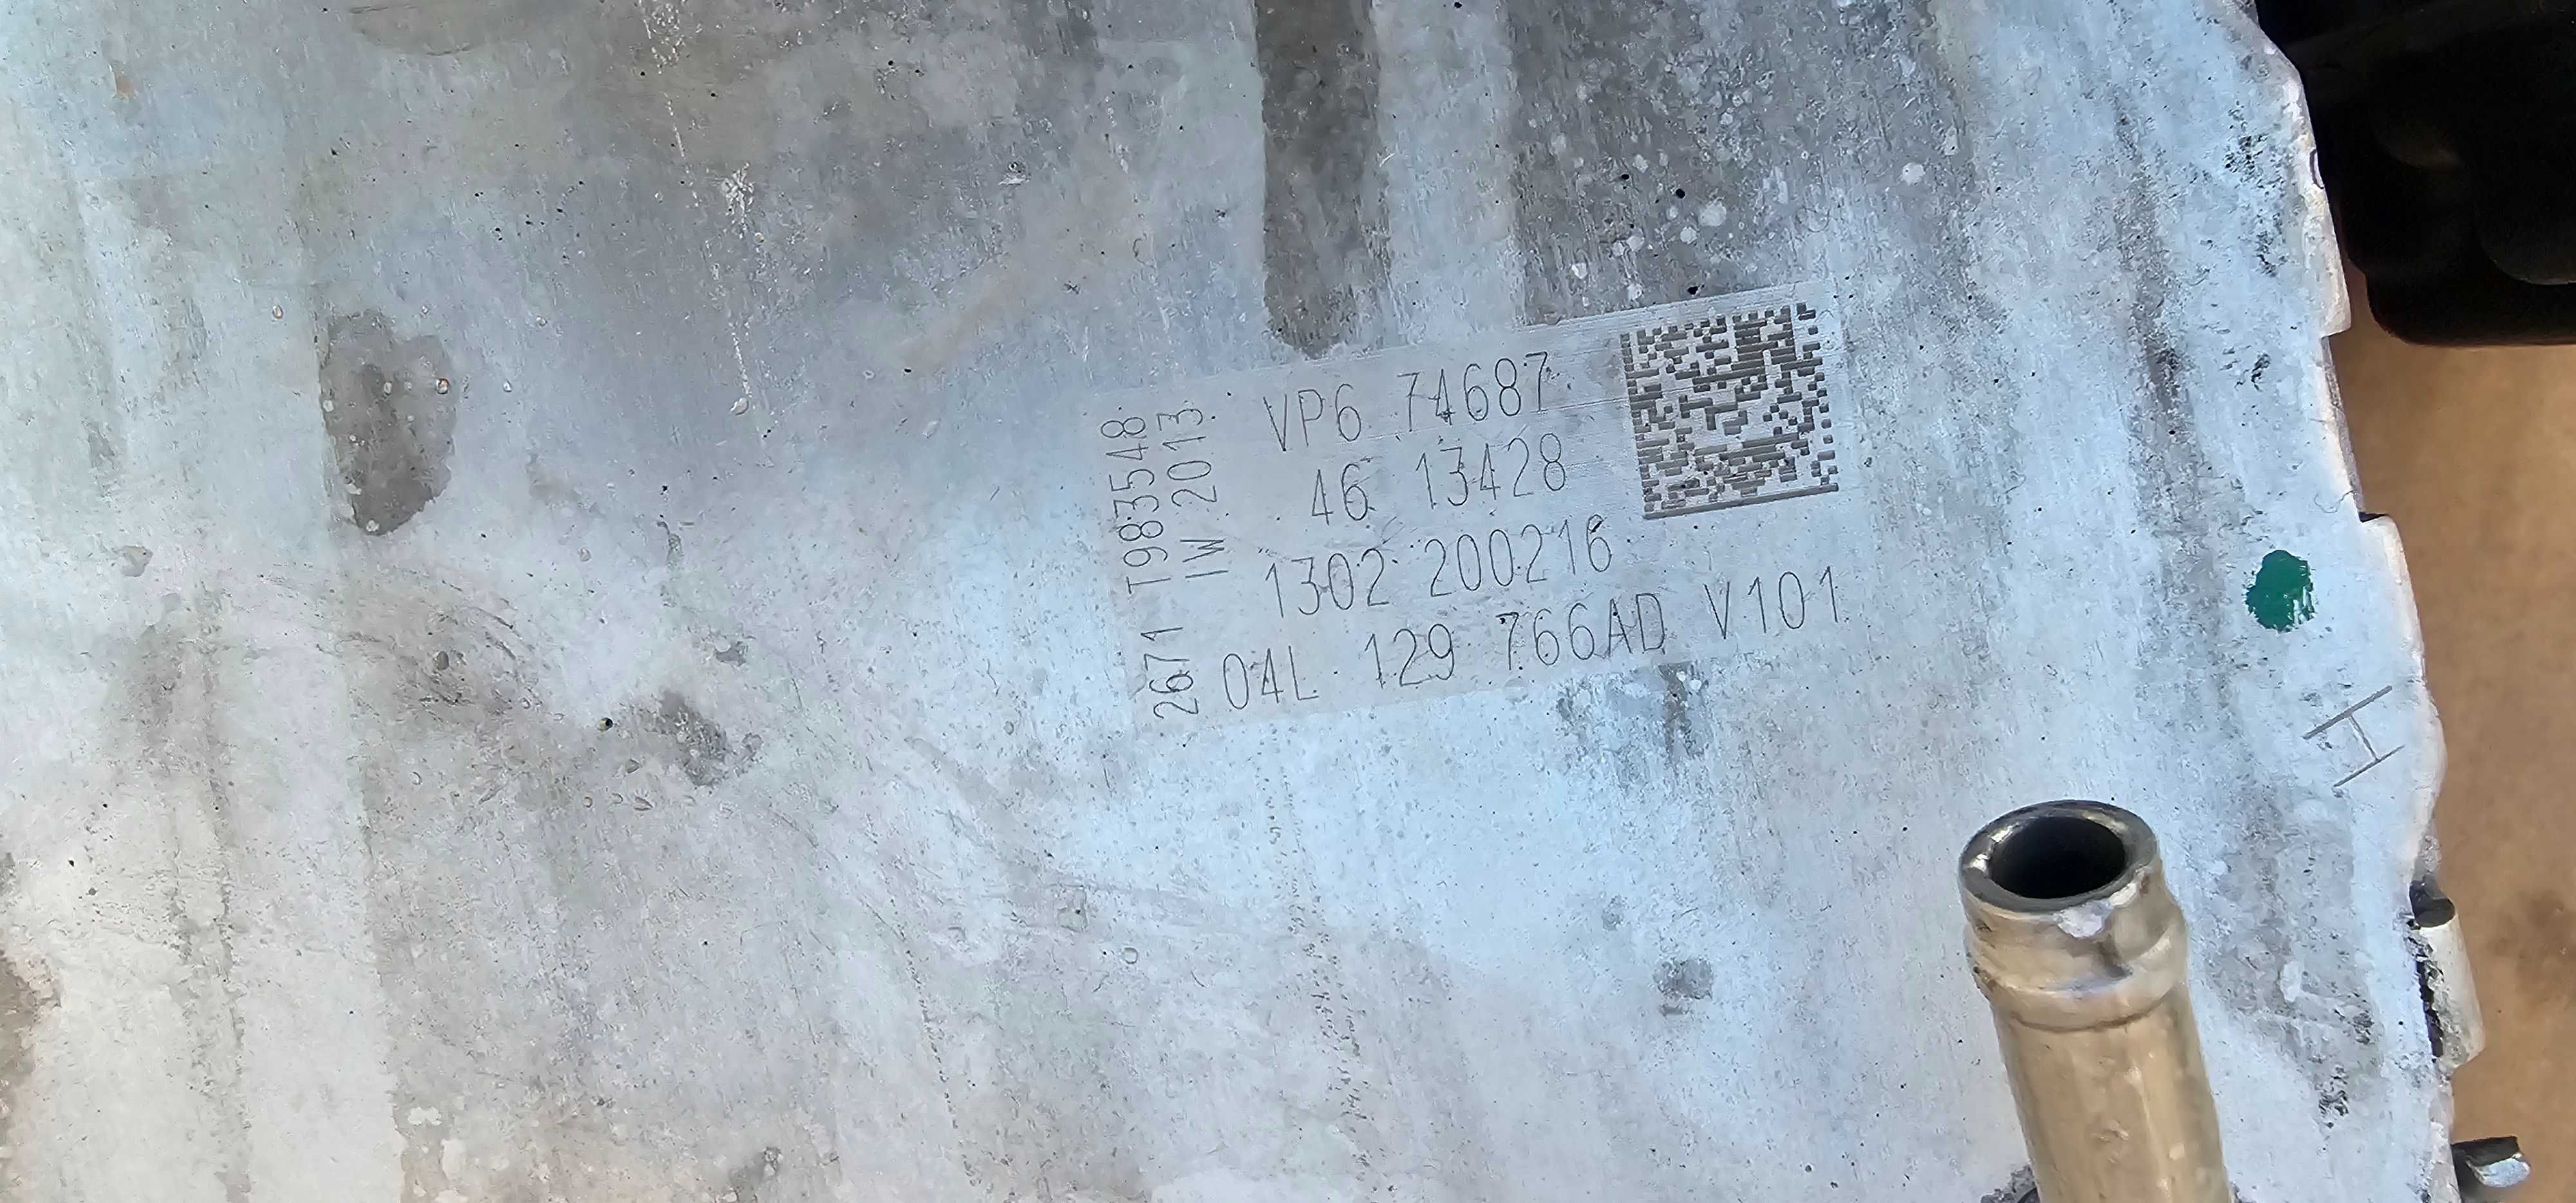 VP6 74687
46 13428
1302 200216
04L 129 766AD V101
2671 T983548
IW 2013
H